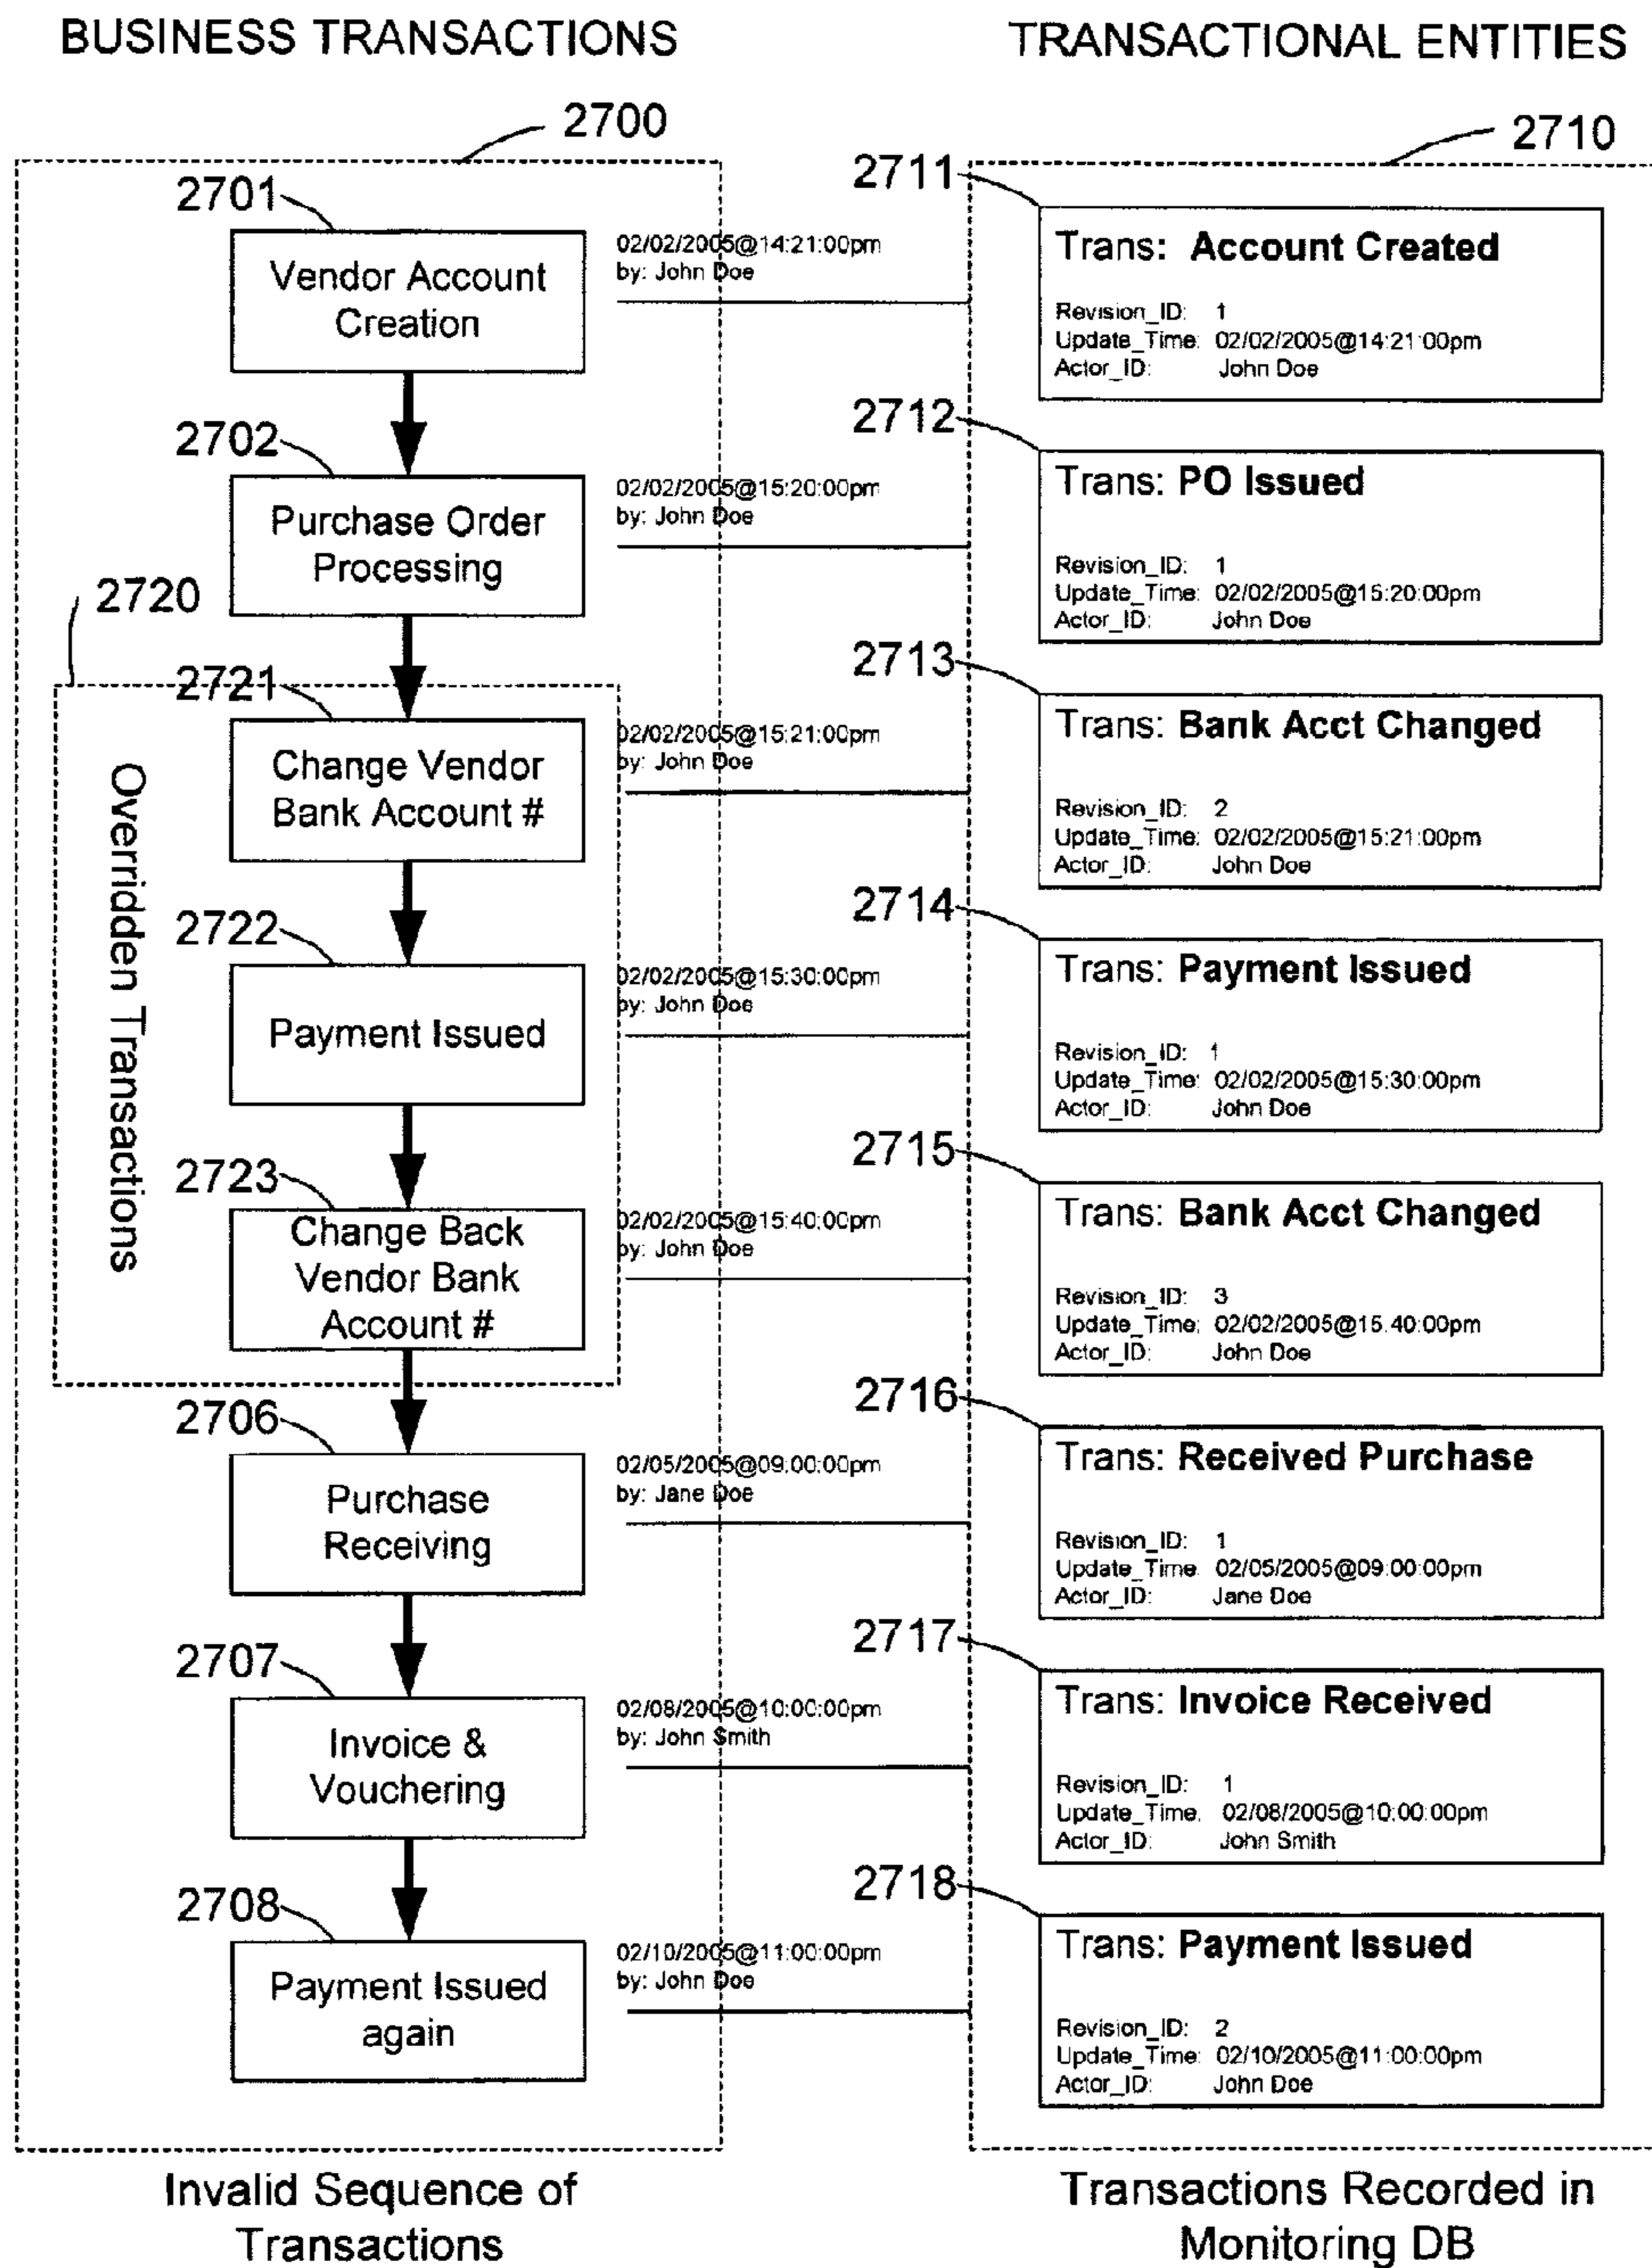 BUSINESS TRANSACTIONS
TRANSACTIONAL ENTITIES
2700
2710
2701
Vendor Account
Creation
02/02/2005@14:21:00pm
by: John Doe
2711
Trans: Account Created
Revision_ID: 1
Update_Time: 02/02/2005@14:21:00pm
Actor_ID: John Doe
2702
Purchase Order
Processing
02/02/2005@15:20:00pm
by: John Doe
2712
Trans: PO Issued
Revision_ID: 1
Update_Time: 02/02/2005@15:20:00pm
Actor_ID: John Doe
2720
Overridden Transactions
2721
Change Vendor
Bank Account #
02/02/2005@15:21:00pm
by: John Doe
2713
Trans: Bank Acct Changed
Revision_ID: 2
Update_Time: 02/02/2005@15:21:00pm
Actor_ID: John Doe
2722
Payment Issued
02/02/2005@15:30:00pm
by: John Doe
2714
Trans: Payment Issued
Revision_ID: 1
Update_Time: 02/02/2005@15:30:00pm
Actor_ID: John Doe
2723
Change Back
Vendor Bank
Account #
02/02/2005@15:40:00pm
by: John Doe
2715
Trans: Bank Acct Changed
Revision_ID: 3
Update_Time: 02/02/2005@15:40:00pm
Actor_ID: John Doe
2706
Purchase
Receiving
02/05/2005@09:00:00pm
by: Jane Doe
2716
Trans: Received Purchase
Revision_ID: 1
Update_Time: 02/05/2005@09:00:00pm
Actor_ID: Jane Doe
2707
Invoice &
Vouchering
02/08/2005@10:00:00pm
by: John Smith
2717
Trans: Invoice Received
Revision_ID: 1
Update_Time: 02/08/2005@10:00:00pm
Actor_ID: John Smith
2708
Payment Issued
again
02/10/2005@11:00:00pm
by: John Doe
2718
Trans: Payment Issued
Revision_ID: 2
Update_Time: 02/10/2005@11:00:00pm
Actor_ID: John Doe
Invalid Sequence of
Transactions
Transactions Recorded in
Monitoring DB